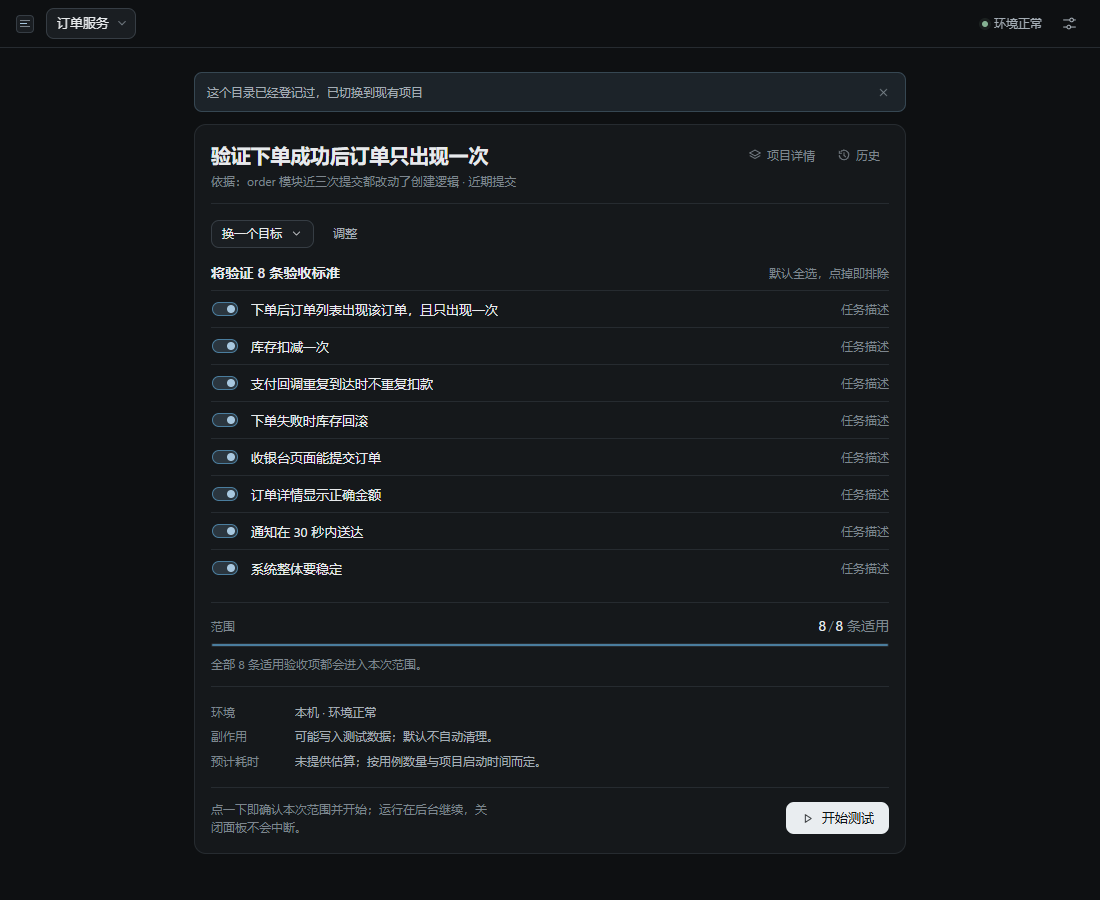 订单服务
环境正常
这个目录已经登记过，已切换到现有项目
验证下单成功后订单只出现一次
项目详情
历史
依据：order 模块近三次提交都改动了创建逻辑 · 近期提交
换一个目标
调整
将验证 8 条验收标准
默认全选，点掉即排除
下单后订单列表出现该订单，且只出现一次
任务描述
库存扣减一次
任务描述
支付回调重复到达时不重复扣款
任务描述
下单失败时库存回滚
任务描述
收银台页面能提交订单
任务描述
订单详情显示正确金额
任务描述
通知在 30 秒内送达
任务描述
系统整体要稳定
任务描述
范围
8 / 8 条适用
全部 8 条适用验收项都会进入本次范围。
环境
本机 · 环境正常
副作用
可能写入测试数据；默认不自动清理。
预计耗时
未提供估算；按用例数量与项目启动时间而定。
点一下即确认本次范围并开始；运行在后台继续，关
闭面板不会中断。
开始测试